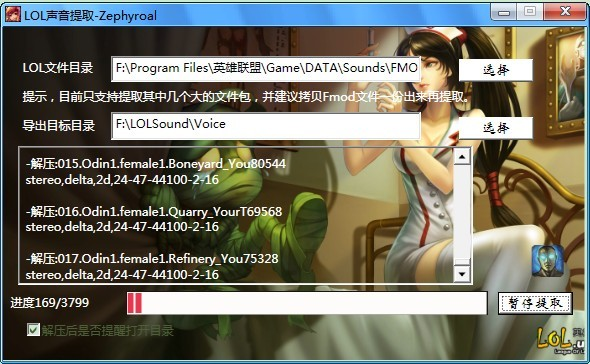 LOL声音提取-Zephyroal
LOL文件目录
F:\Program Files\英雄联盟\Game\DATA\Sounds\FMO
选择
提示，目前只支持提取其中几个大的文件包，并建议拷贝Fmod文件一份出来再提取。
导出目标目录
F:\LOLSound\Voice
选择
-解压:015.Odin1.female1.Boneyard_You80544
stereo,delta,2d,24-47-44100-2-16
-解压:016.Odin1.female1.Quarry_YourT69568
stereo,delta,2d,24-47-44100-2-16
-解压:017.Odin1.female1.Refinery_You75328
stereo,delta,2d,24-47-44100-2-16
进度169/3799
暂停提取
解压后是否提醒打开目录
LOL.u